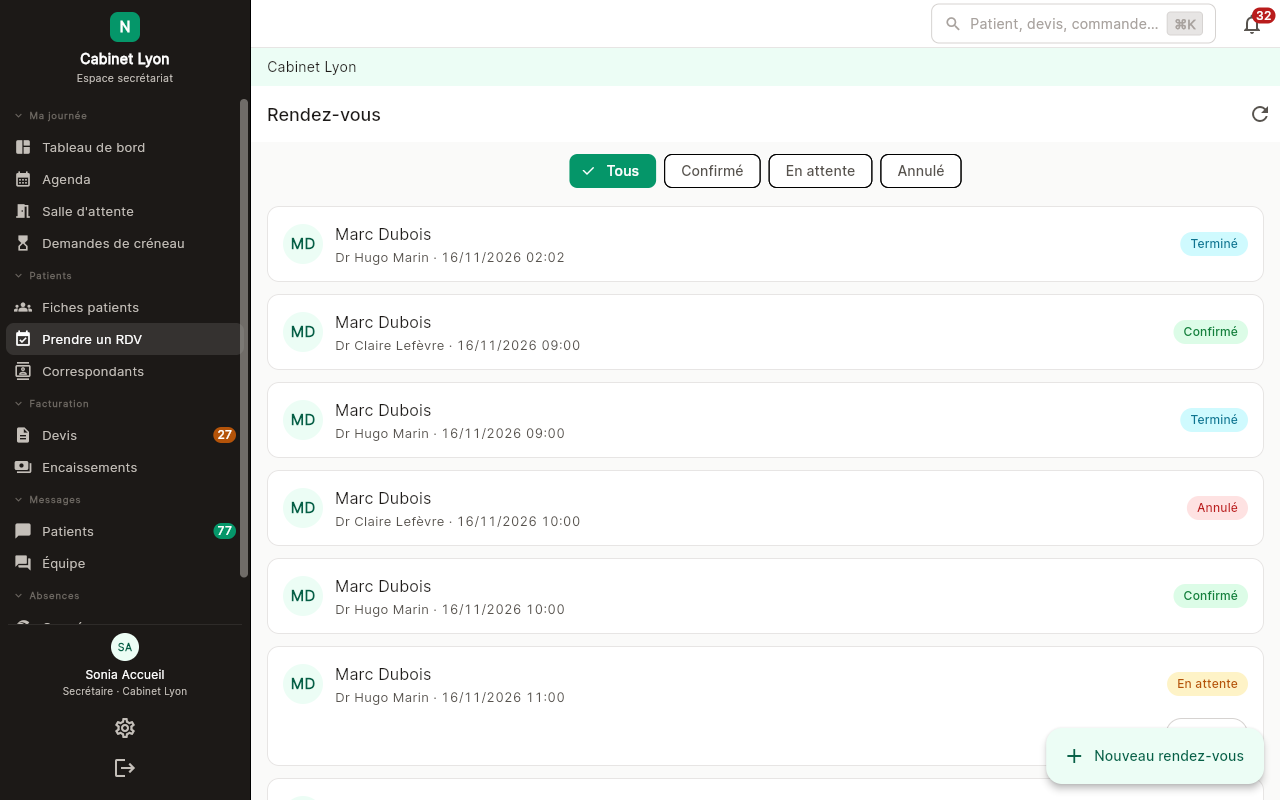 N
Cabinet Lyon
Espace secrétariat
Ma journée
Tableau de bord
Agenda
Salle d'attente
Demandes de créneau
Patients
Fiches patients
Prendre un RDV
Correspondants
Facturation
Devis 27
Encaissements
Messages
Patients 77
Équipe
Absences
SA
Sonia Accueil
Secrétaire · Cabinet Lyon
Patient, devis, commande... ⌘K
32
Cabinet Lyon
Rendez-vous
Tous Confirmé En attente Annulé
MD Marc Dubois
Dr Hugo Marin · 16/11/2026 02:02
Terminé
MD Marc Dubois
Dr Claire Lefèvre · 16/11/2026 09:00
Confirmé
MD Marc Dubois
Dr Hugo Marin · 16/11/2026 09:00
Terminé
MD Marc Dubois
Dr Claire Lefèvre · 16/11/2026 10:00
Annulé
MD Marc Dubois
Dr Hugo Marin · 16/11/2026 10:00
Confirmé
MD Marc Dubois
Dr Hugo Marin · 16/11/2026 11:00
En attente
Nouveau rendez-vous